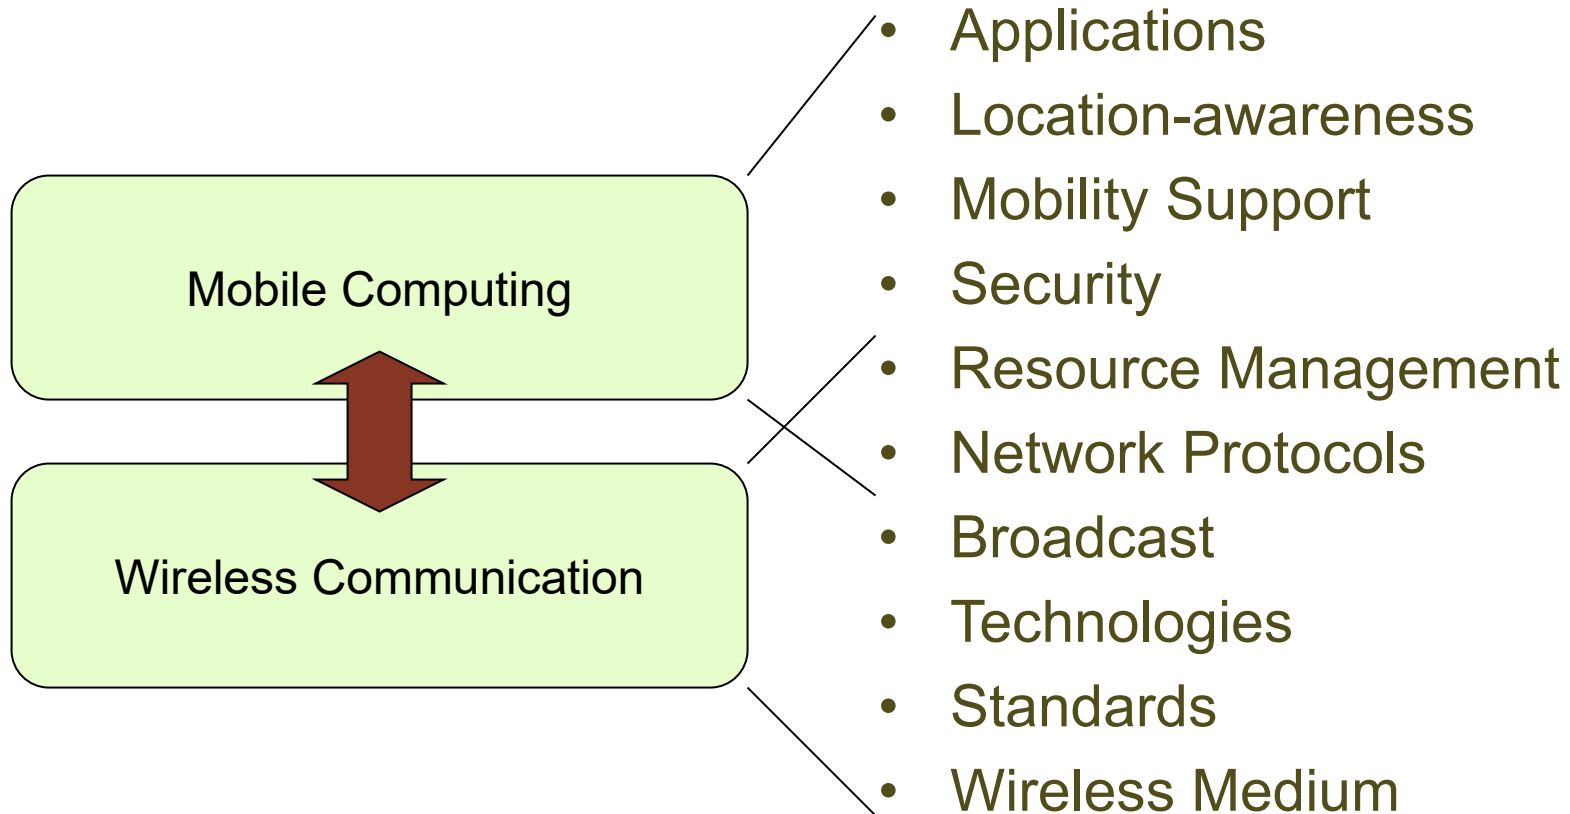 Mobile Computing
Wireless Communication
• Applications
• Location-awareness
• Mobility Support
• Security
• Resource Management
• Network Protocols
• Broadcast
• Technologies
• Standards
• Wireless Medium